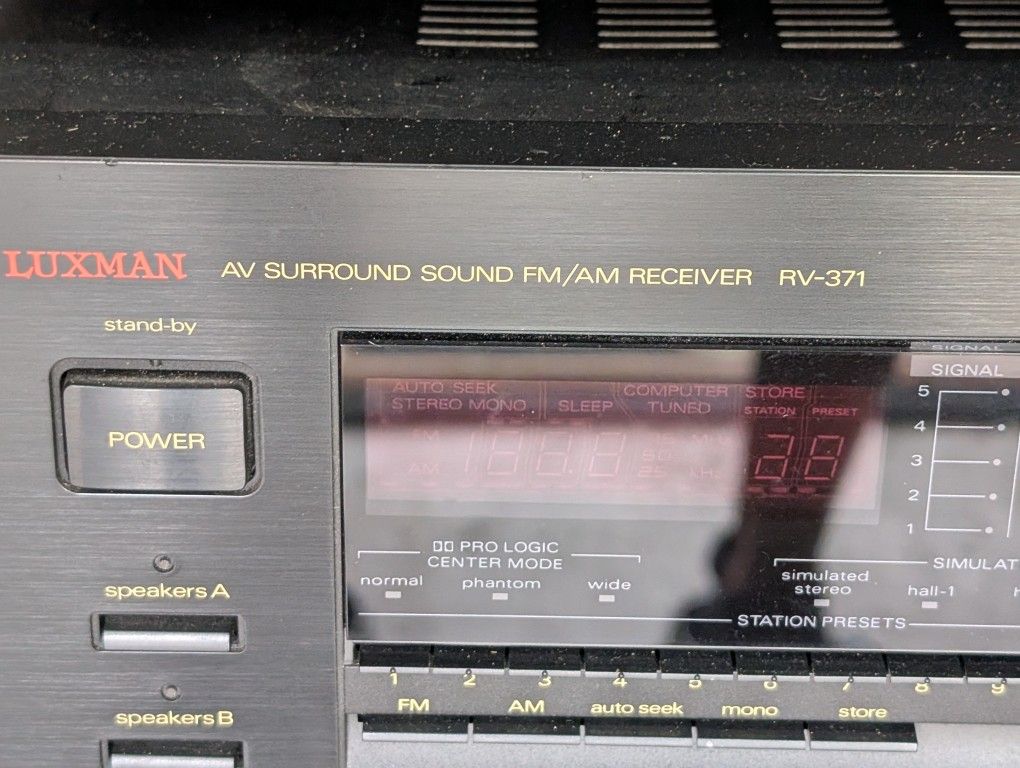 LUXMAN AV SURROUND SOUND FM/AM RECEIVER RV-371
stand-by
POWER
AUTO SEEK
STEREO MONO
SLEEP
COMPUTER
TUNED
STORE
STATION PRESET
AM
SIGNAL
SIGNAL
5
4
3
2
1
PRO LOGIC
CENTER MODE
normal phantom wide
SIMULAT
simulated
stereo
hall-1
STATION PRESETS
speakers A
speakers B
1 2 3 4 5 6 7 8 9
FM AM auto seek mono store